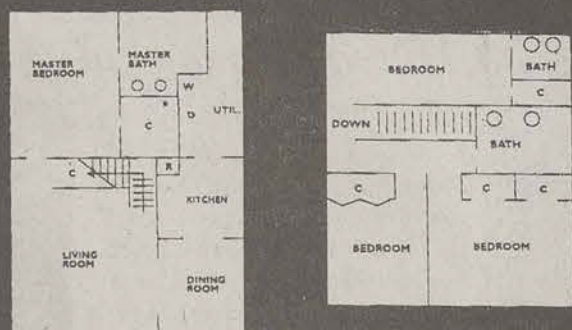 MASTER
BEDROOM
MASTER
BATH
W
D
UTIL.
C
R
C
KITCHEN
LIVING
ROOM
DINING
ROOM
BEDROOM
BATH
C
DOWN
BATH
C
C
C
BEDROOM
BEDROOM